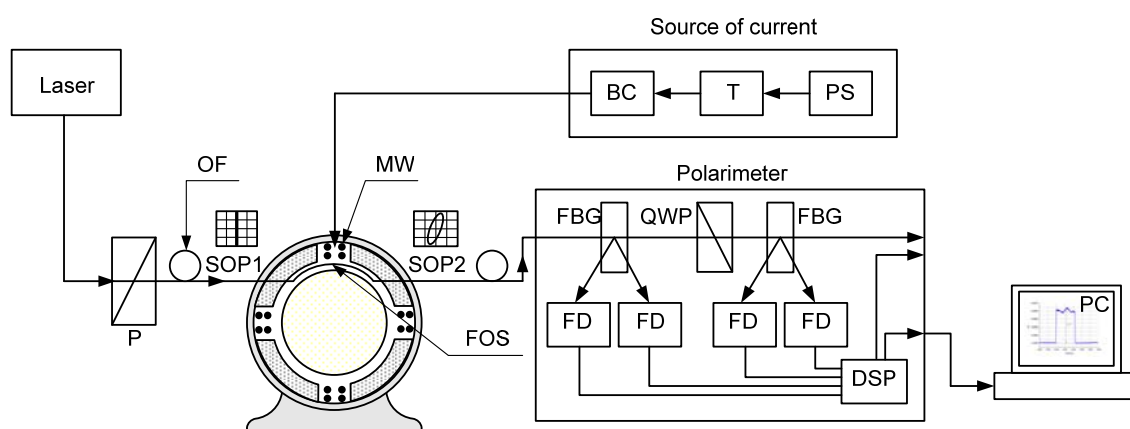 Source of current
Laser
BC
T
PS
OF
MW
Polarimeter
FBG
QWP
FBG
SOP1
SOP2
P
FOS
FD
FD
FD
FD
DSP
PC